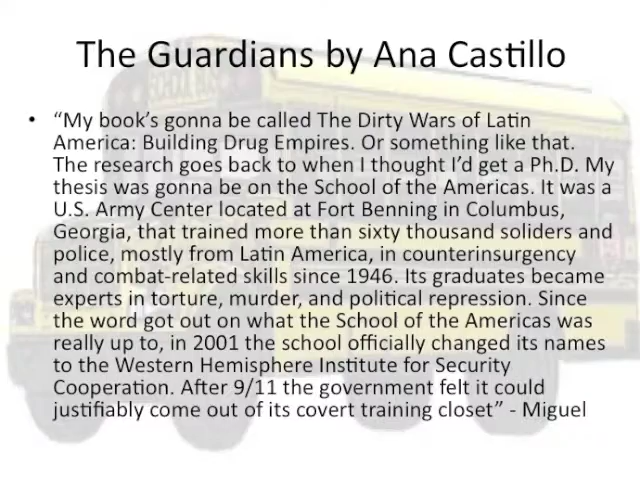 The Guardians by Ana Castillo
• “My book’s gonna be called The Dirty Wars of Latin
America: Building Drug Empires. Or something like that.
The research goes back to when I thought I’d get a Ph.D. My
thesis was gonna be on the School of the Americas. It was a
U.S. Army Center located at Fort Benning in Columbus,
Georgia, that trained more than sixty thousand soliders and
police, mostly from Latin America, in counterinsurgency
and combat-related skills since 1946. Its graduates became
experts in torture, murder, and political repression. Since
the word got out on what the School of the Americas was
really up to, in 2001 the school officially changed its names
to the Western Hemisphere Institute for Security
Cooperation. After 9/11 the government felt it could
justifiably come out of its covert training closet” - Miguel